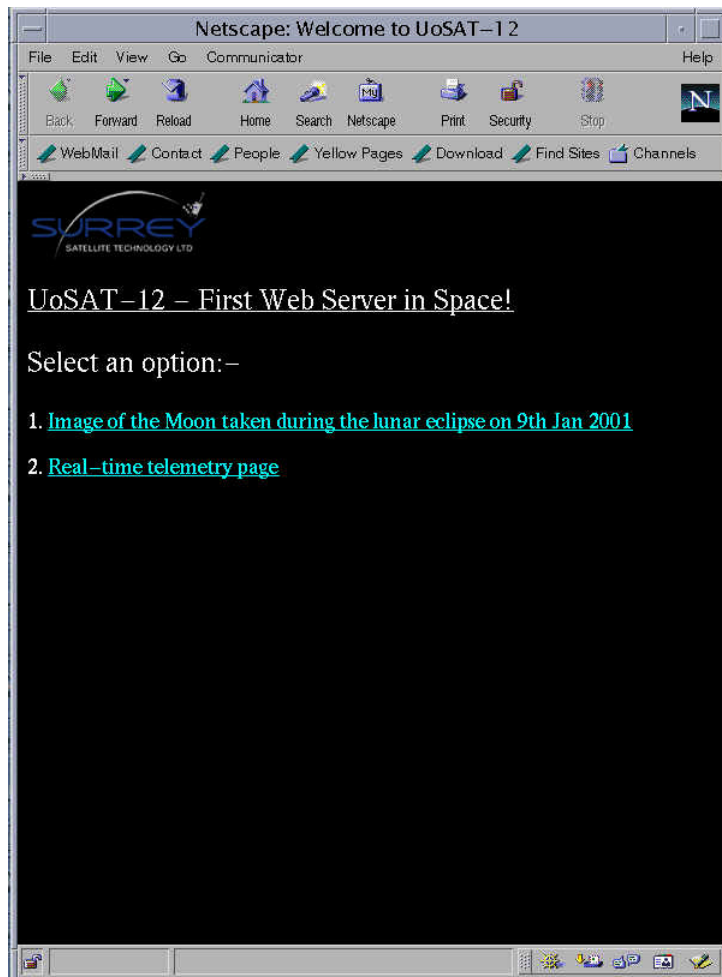 Netscape: Welcome to UoSAT–12
File Edit View Go Communicator Help
Back Forward Reload Home Search Netscape Print Security Stop
My
N
WebMail Contact People Yellow Pages Download Find Sites Channels
SURREY
SATELLITE TECHNOLOGY LTD
UoSAT–12 – First Web Server in Space!
Select an option:–
1. Image of the Moon taken during the lunar eclipse on 9th Jan 2001
2. Real–time telemetry page